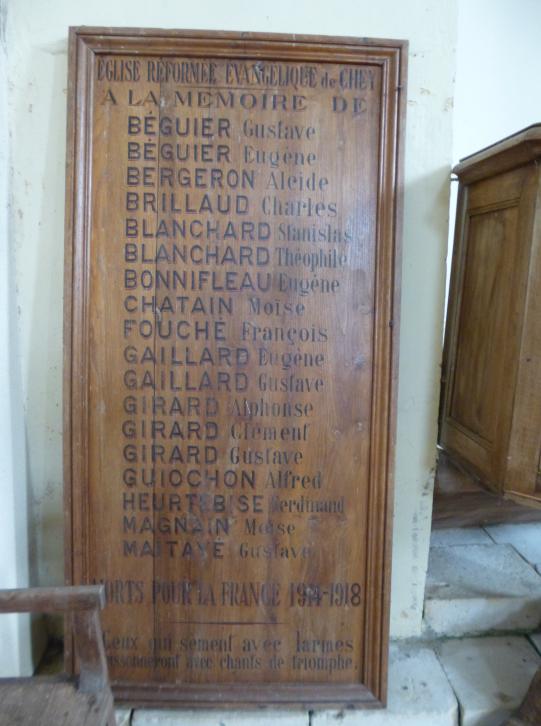 EGLISE RÉFORMÉE EVANGELIQUE de CHEY
A LA MEMOIRE DE
BÉGUIER Gustave
BÉGUIER Eugène
BERGERON Alcide
BRILLAUD Charles
BLANCHARD Stanislas
BLANCHARD Théophile
BONNIFLEAU Eugène
CHATAIN Moïse
FOUCHÉ François
GAILLARD Eugène
GAILLARD Gustave
GIRARD Alphonse
GIRARD Clément
GIRARD Gustave
GUIOCHON Alfred
HEURTEBISE Ferdinand
MAGNAIN Moïse
MATTAYÉ Gustave
MORTS POUR LA FRANCE 1914-1918
Ceux qui sèment avec larmes
moissonneront avec chants de triomphe.